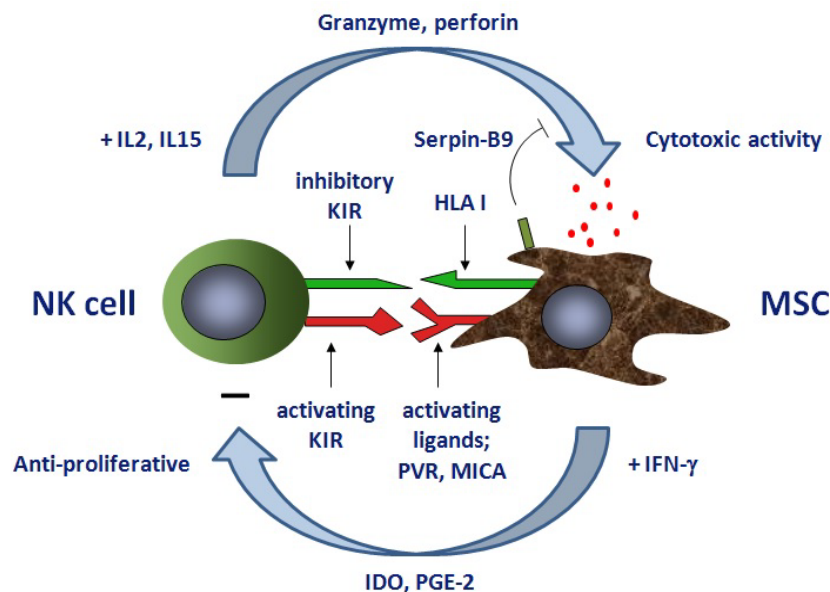 Granzyme, perforin
+ IL2, IL15
Serpin-B9
Cytotoxic activity
inhibitory
KIR
HLA I
NK cell
MSC
activating
KIR
activating
ligands;
PVR, MICA
Anti-proliferative
+ IFN-γ
IDO, PGE-2